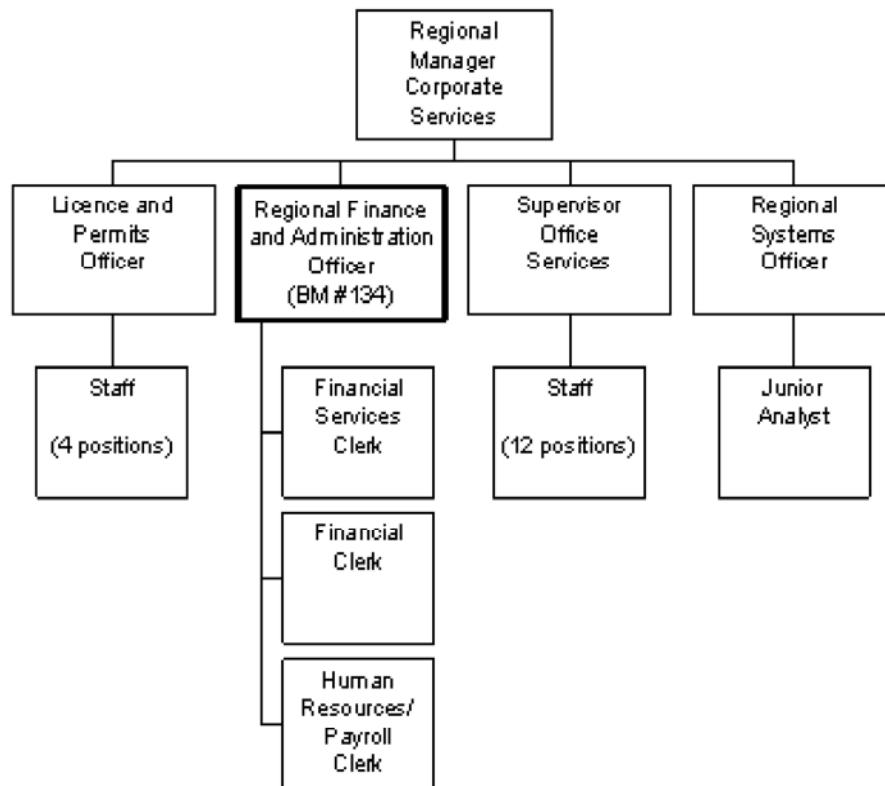 Regional
Manager
Corporate
Services
Licence and
Permits
Officer
Regional Finance
and Administration
Officer
(BM #134)
Supervisor
Office
Services
Regional
Systems
Officer
Staff
(4 positions)
Financial
Services
Clerk
Staff
(12 positions)
Junior
Analyst
Financial
Clerk
Human
Resources/
Payroll
Clerk